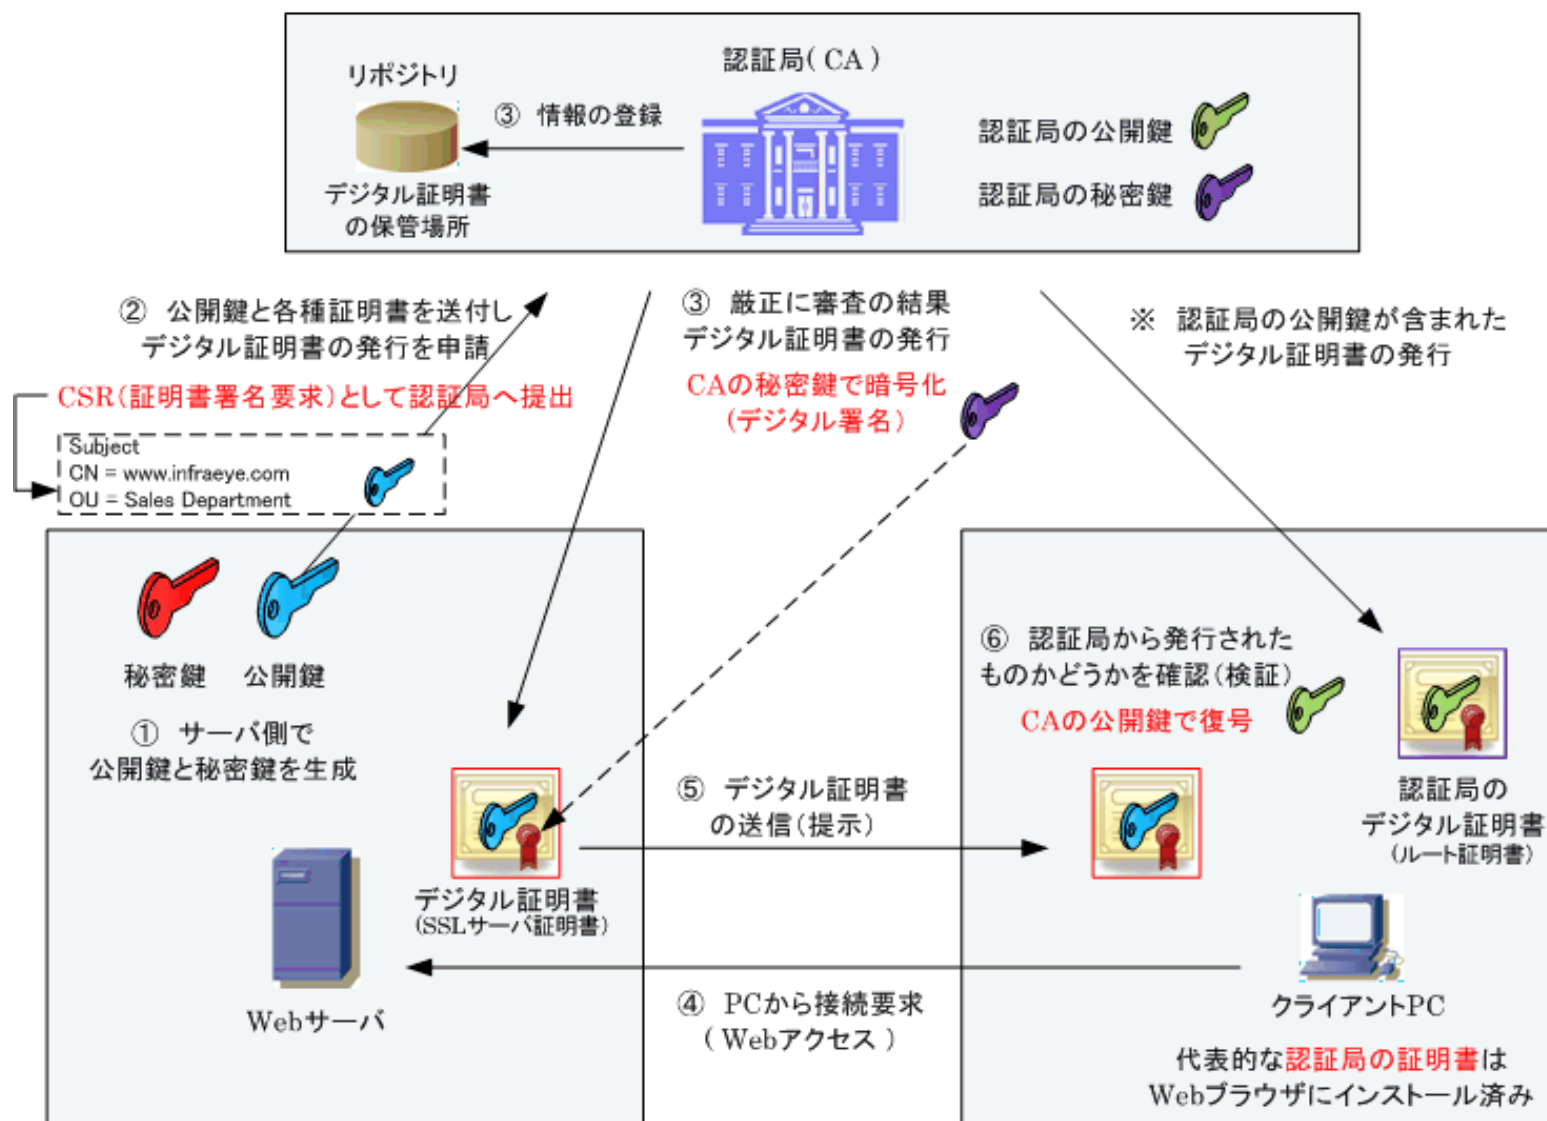 認証局( CA )
リポジトリ
③ 情報の登録
デジタル証明書
の保管場所
認証局の公開鍵
認証局の秘密鍵
② 公開鍵と各種証明書を送付し
デジタル証明書の発行を申請
CSR(証明書署名要求)として認証局へ提出
Subject
CN = www.infraeye.com
OU = Sales Department
③ 厳正に審査の結果
デジタル証明書の発行
CAの秘密鍵で暗号化
(デジタル署名)
※ 認証局の公開鍵が含まれた
デジタル証明書の発行
秘密鍵 公開鍵
① サーバ側で
公開鍵と秘密鍵を生成
デジタル証明書
(SSLサーバ証明書)
Webサーバ
⑤ デジタル証明書
の送信(提示)
④ PCから接続要求
( Webアクセス )
⑥ 認証局から発行された
ものかどうかを確認(検証)
CAの公開鍵で復号
認証局の
デジタル証明書
(ルート証明書)
クライアントPC
代表的な認証局の証明書は
Webブラウザにインストール済み